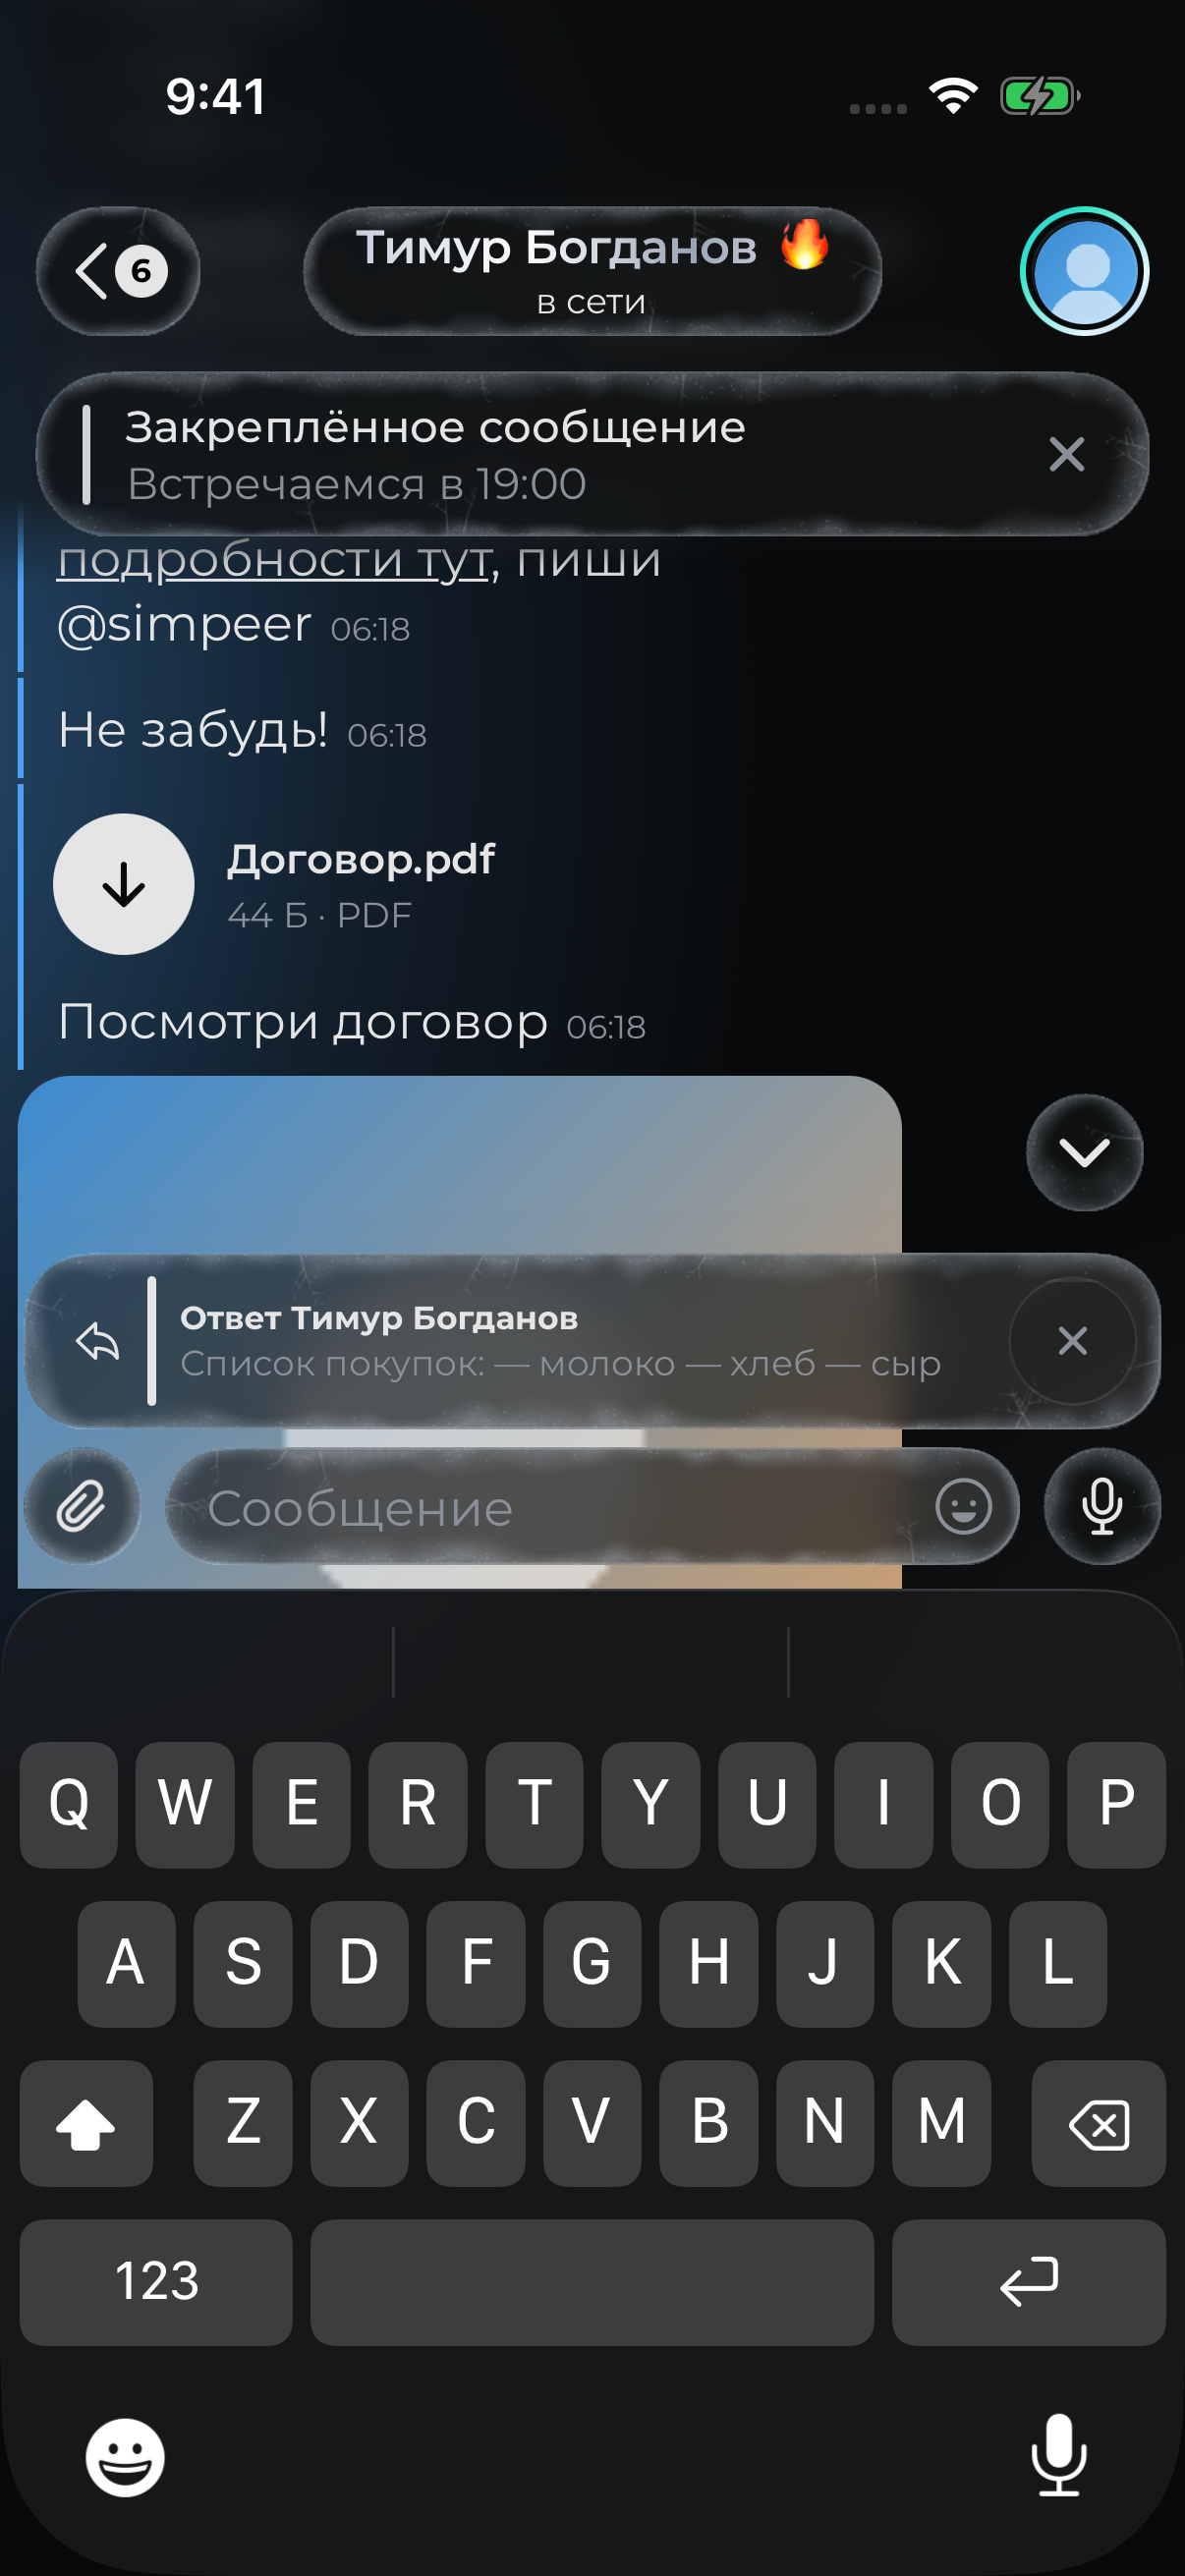 9:41
6
Тимур Богданов 🔥
в сети
Закреплённое сообщение
Встречаемся в 19:00
подробности тут, пиши
@simpeer 06:18
Не забудь! 06:18
Договор.pdf
44 Б · PDF
Посмотри договор 06:18
Ответ Тимур Богданов
Список покупок: — молоко — хлеб — сыр
Сообщение
Q W E R T Y U I O P
A S D F G H J K L
Z X C V B N M
123